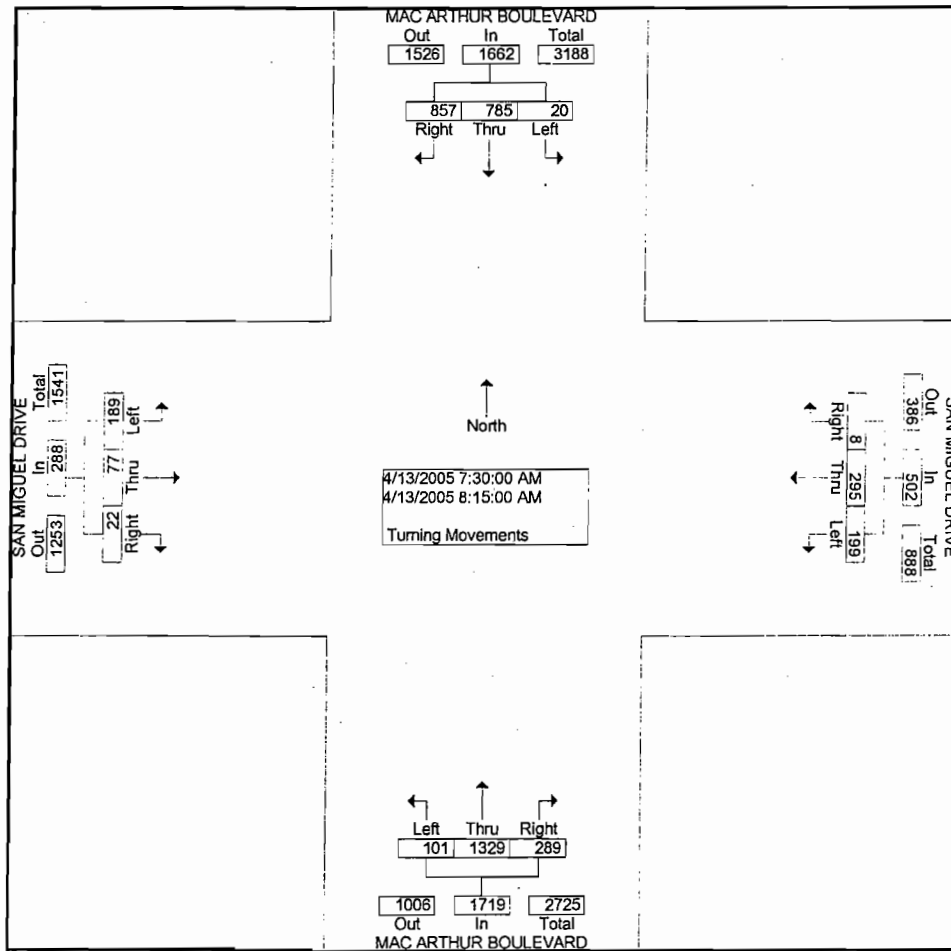 MAC ARTHUR BOULEVARD
Out In Total
1526 1662 3188
857 785 20
Right Thru Left
SAN MIGUEL DRIVE
Out In Total
1253 288 1541
189 77 22
Left Thru Right
North
4/13/2005 7:30:00 AM
4/13/2005 8:15:00 AM
Turning Movements
Right Thru Left
8 295 199
386 502 888
Out In Total
SAN MIGUEL DRIVE
Left Thru Right
101 1329 289
1006 1719 2725
Out In Total
MAC ARTHUR BOULEVARD